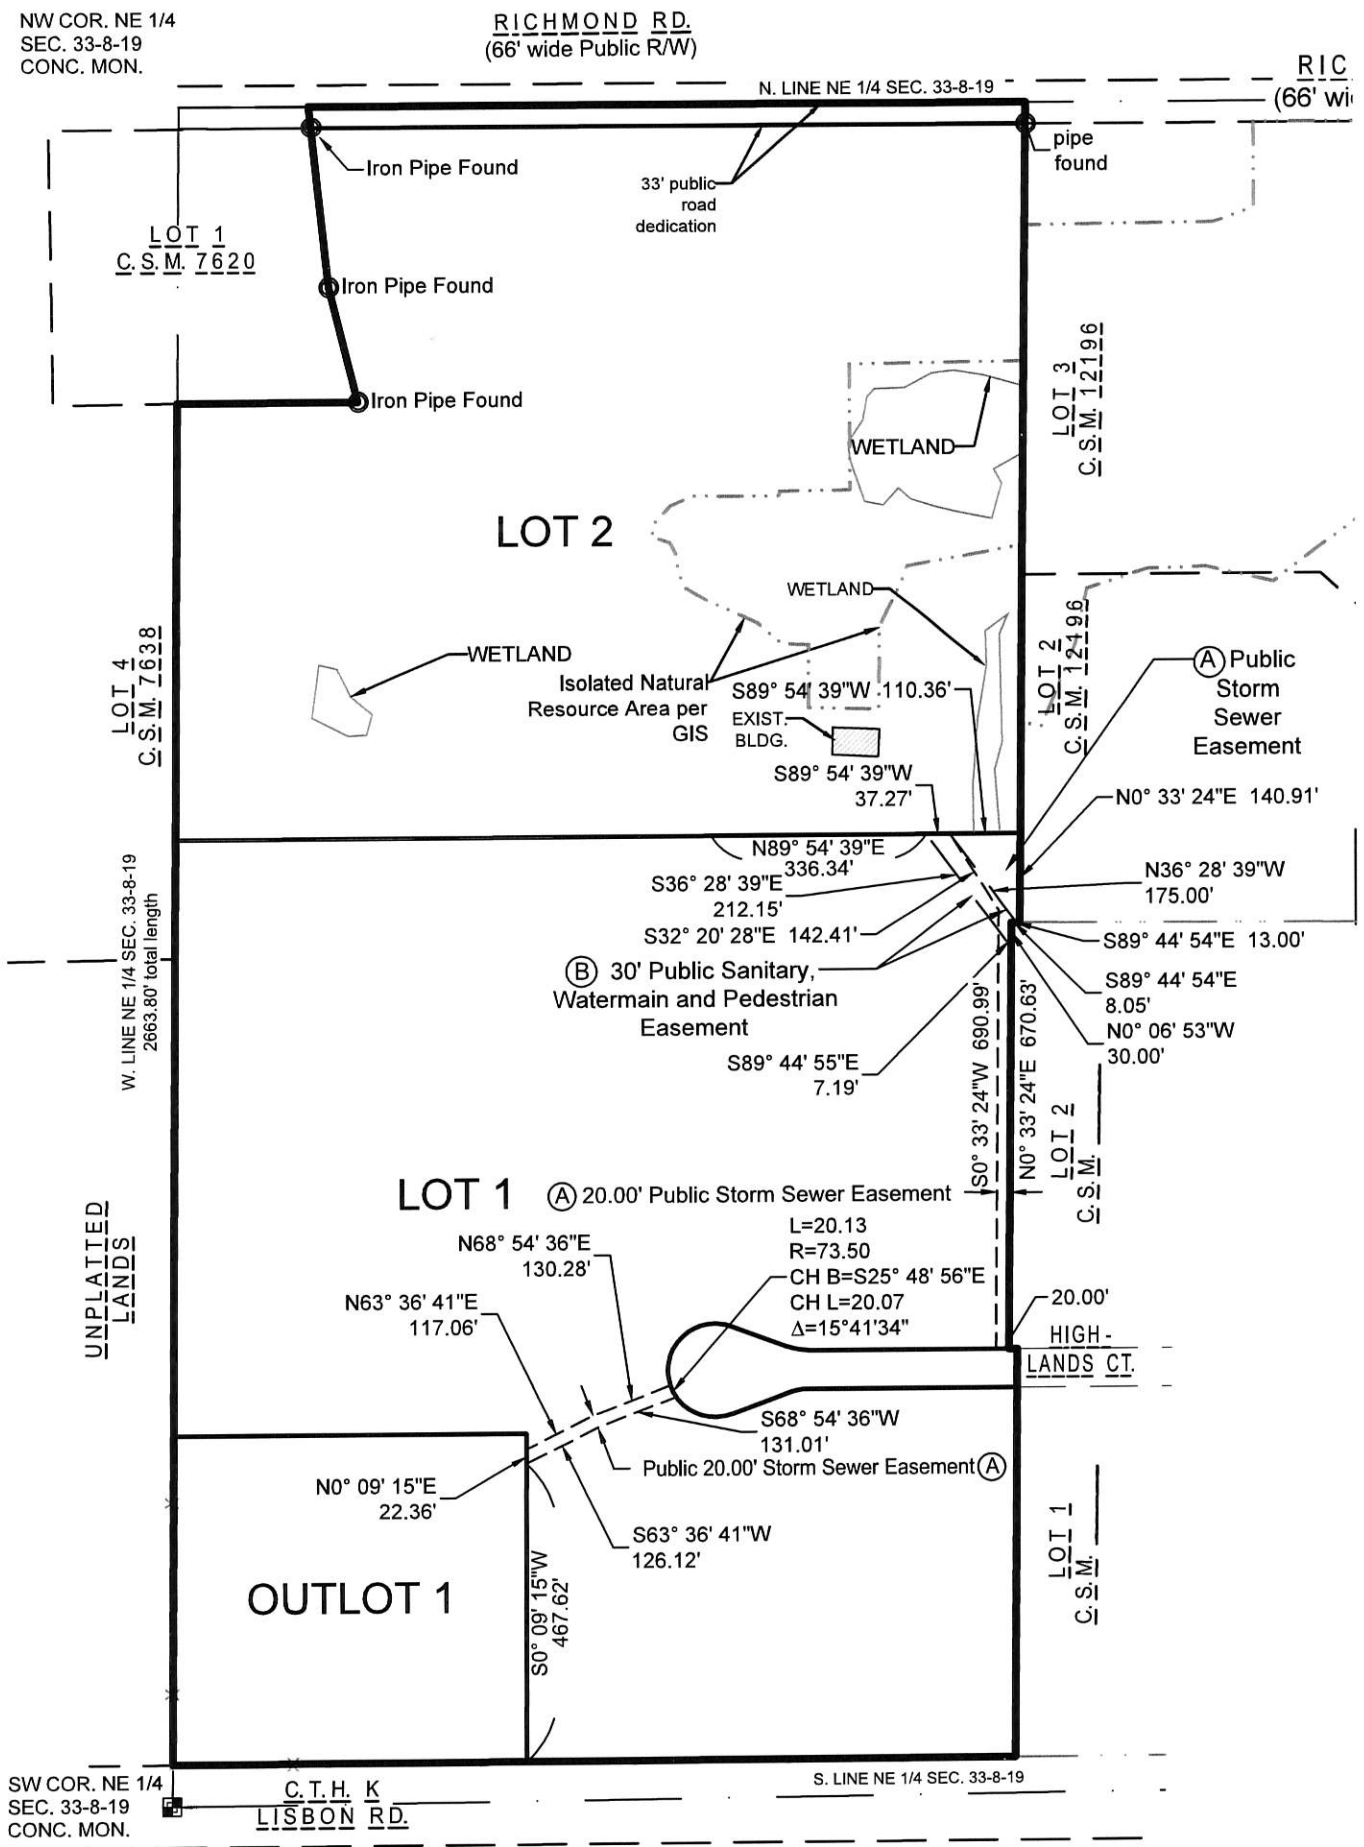 NW COR. NE 1/4
SEC. 33-8-19
CONC. MON.
RICHMOND RD.
(66' wide Public R/W)
N. LINE NE 1/4 SEC. 33-8-19
RIC
(66' wi
Iron Pipe Found
pipe
found
33' public
road
dedication
LOT 1
C.S.M. 7620
Iron Pipe Found
Iron Pipe Found
LOT 3
C.S.M. 12196
WETLAND
LOT 2
WETLAND
LOT 2
C.S.M. 12196
LOT 4
C.S.M. 7638
WETLAND
Isolated Natural
Resource Area per
GIS
S89° 54' 39"W 110.36'
EXIST.
BLDG.
A Public
Storm
Sewer
Easement
S89° 54' 39"W
37.27'
N0° 33' 24"E 140.91'
N89° 54' 39"E
336.34'
S36° 28' 39"E
212.15'
N36° 28' 39"W
175.00'
S32° 20' 28"E 142.41'
S89° 44' 54"E 13.00'
W. LINE NE 1/4 SEC. 33-8-19
2663.80' total length
B 30' Public Sanitary,
Watermain and Pedestrian
Easement
S89° 44' 54"E
8.05'
N0° 06' 53"W
30.00'
S89° 44' 55"E
7.19'
S0° 33' 24"W 690.99'
N0° 33' 24"E 670.63'
LOT 2
C.S.M.
LOT 1
A 20.00' Public Storm Sewer Easement
UNPLATTED
LANDS
L=20.13
R=73.50
CH B=S25° 48' 56"E
CH L=20.07
Δ=15°41'34"
N68° 54' 36"E
130.28'
N63° 36' 41"E
117.06'
20.00'
HIGH-
LANDS CT.
S68° 54' 36"W
131.01'
Public 20.00' Storm Sewer Easement A
N0° 09' 15"E
22.36'
S63° 36' 41"W
126.12'
LOT 1
C.S.M.
OUTLOT 1
S0° 09' 15"W
467.62'
SW COR. NE 1/4
SEC. 33-8-19
CONC. MON.
C.T.H. K
LISBON RD.
S. LINE NE 1/4 SEC. 33-8-19